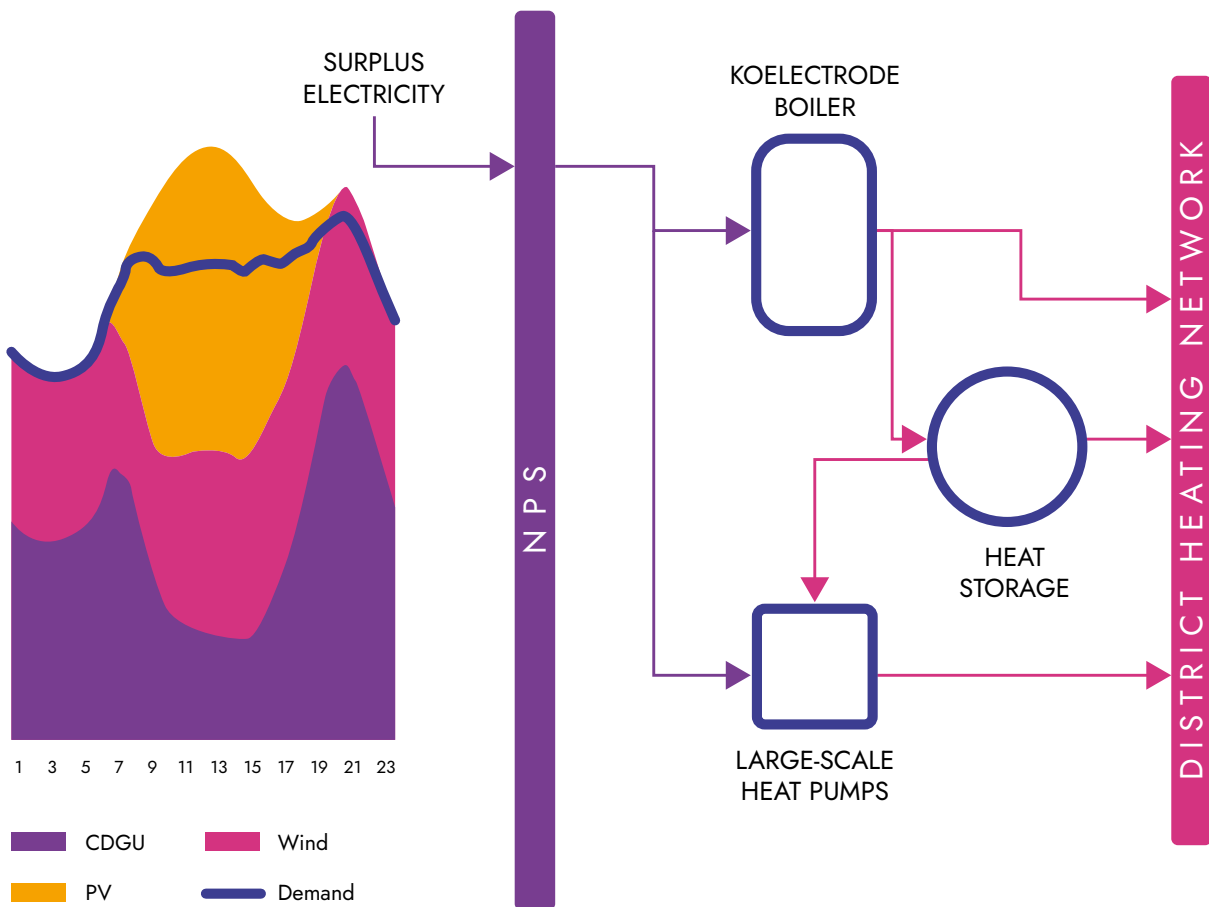 SURPLUS
ELECTRICITY
KOELECTRODE
BOILER
NPS
DISTRICT HEATING NETWORK
HEAT
STORAGE
LARGE-SCALE
HEAT PUMPS
1 3 5 7 9 11 13 15 17 19 21 23
CDGU
Wind
PV
Demand